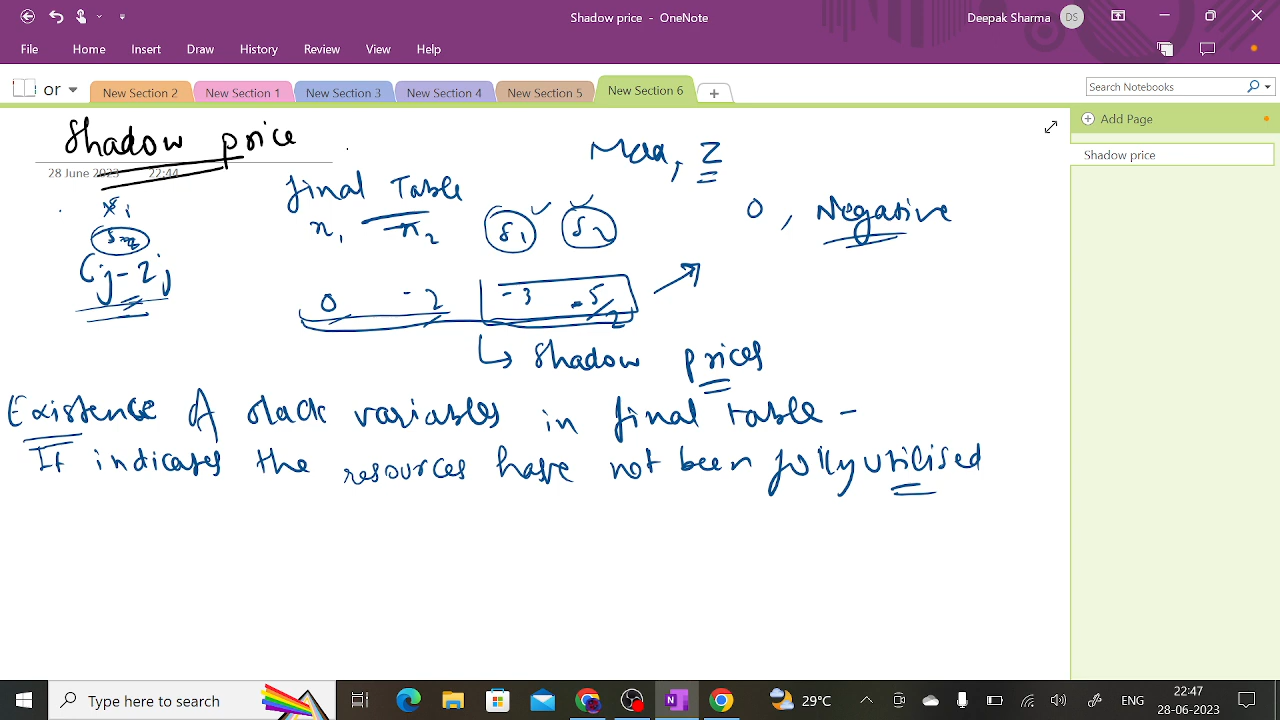 Shadow price - OneNote
Deepak Sharma DS
File Home Insert Draw History Review View Help
or New Section 2 New Section 1 New Section 3 New Section 4 New Section 5 New Section 6
Search Notebooks
Add Page
Shadow price
Shadow price
28 June 2023 22:44
Max, Z
Final Table
0, Negative
x1 x2 s1 s2
Cj - Zj
0 -2 -3 -5/2
Shadow prices
Existence of slack variables in final table -
It indicates the resources have not been fully utilised
Type here to search
29°C
ENG
22:47
28-06-2023